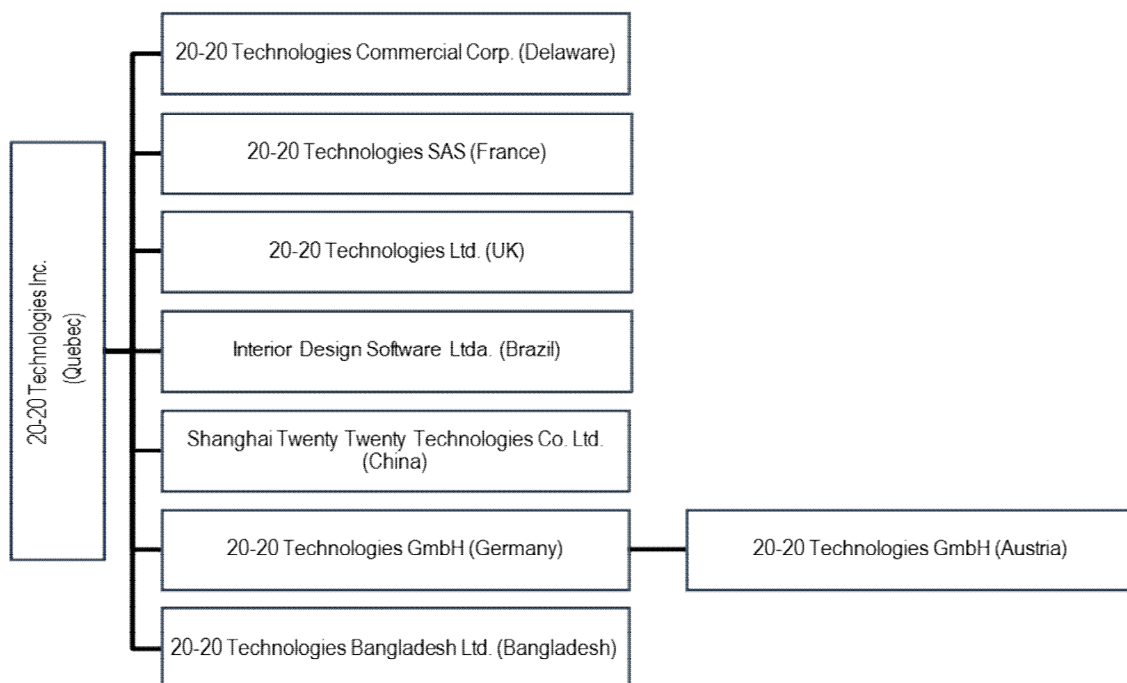 20-20 Technologies Inc.
(Quebec)
20-20 Technologies Commercial Corp. (Delaware)
20-20 Technologies SAS (France)
20-20 Technologies Ltd. (UK)
Interior Design Software Ltda. (Brazil)
Shanghai Twenty Twenty Technologies Co. Ltd.
(China)
20-20 Technologies GmbH (Germany)
20-20 Technologies GmbH (Austria)
20-20 Technologies Bangladesh Ltd. (Bangladesh)